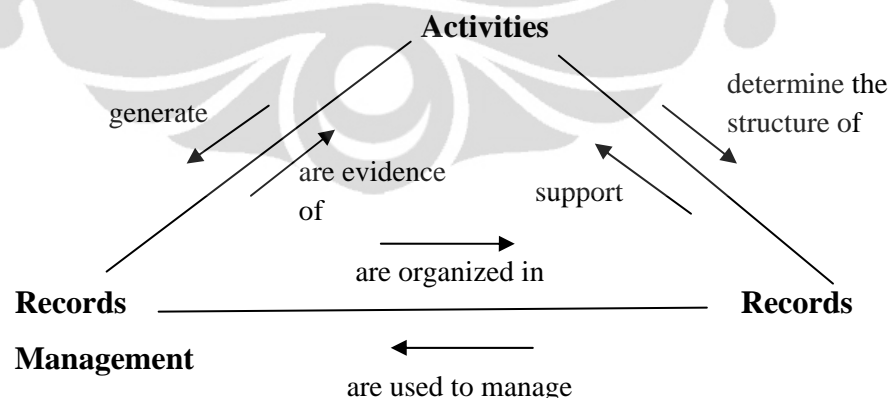 Activities
determine the
structure of
generate
are evidence
of
support
are organized in
Records
Records
Management
are used to manage